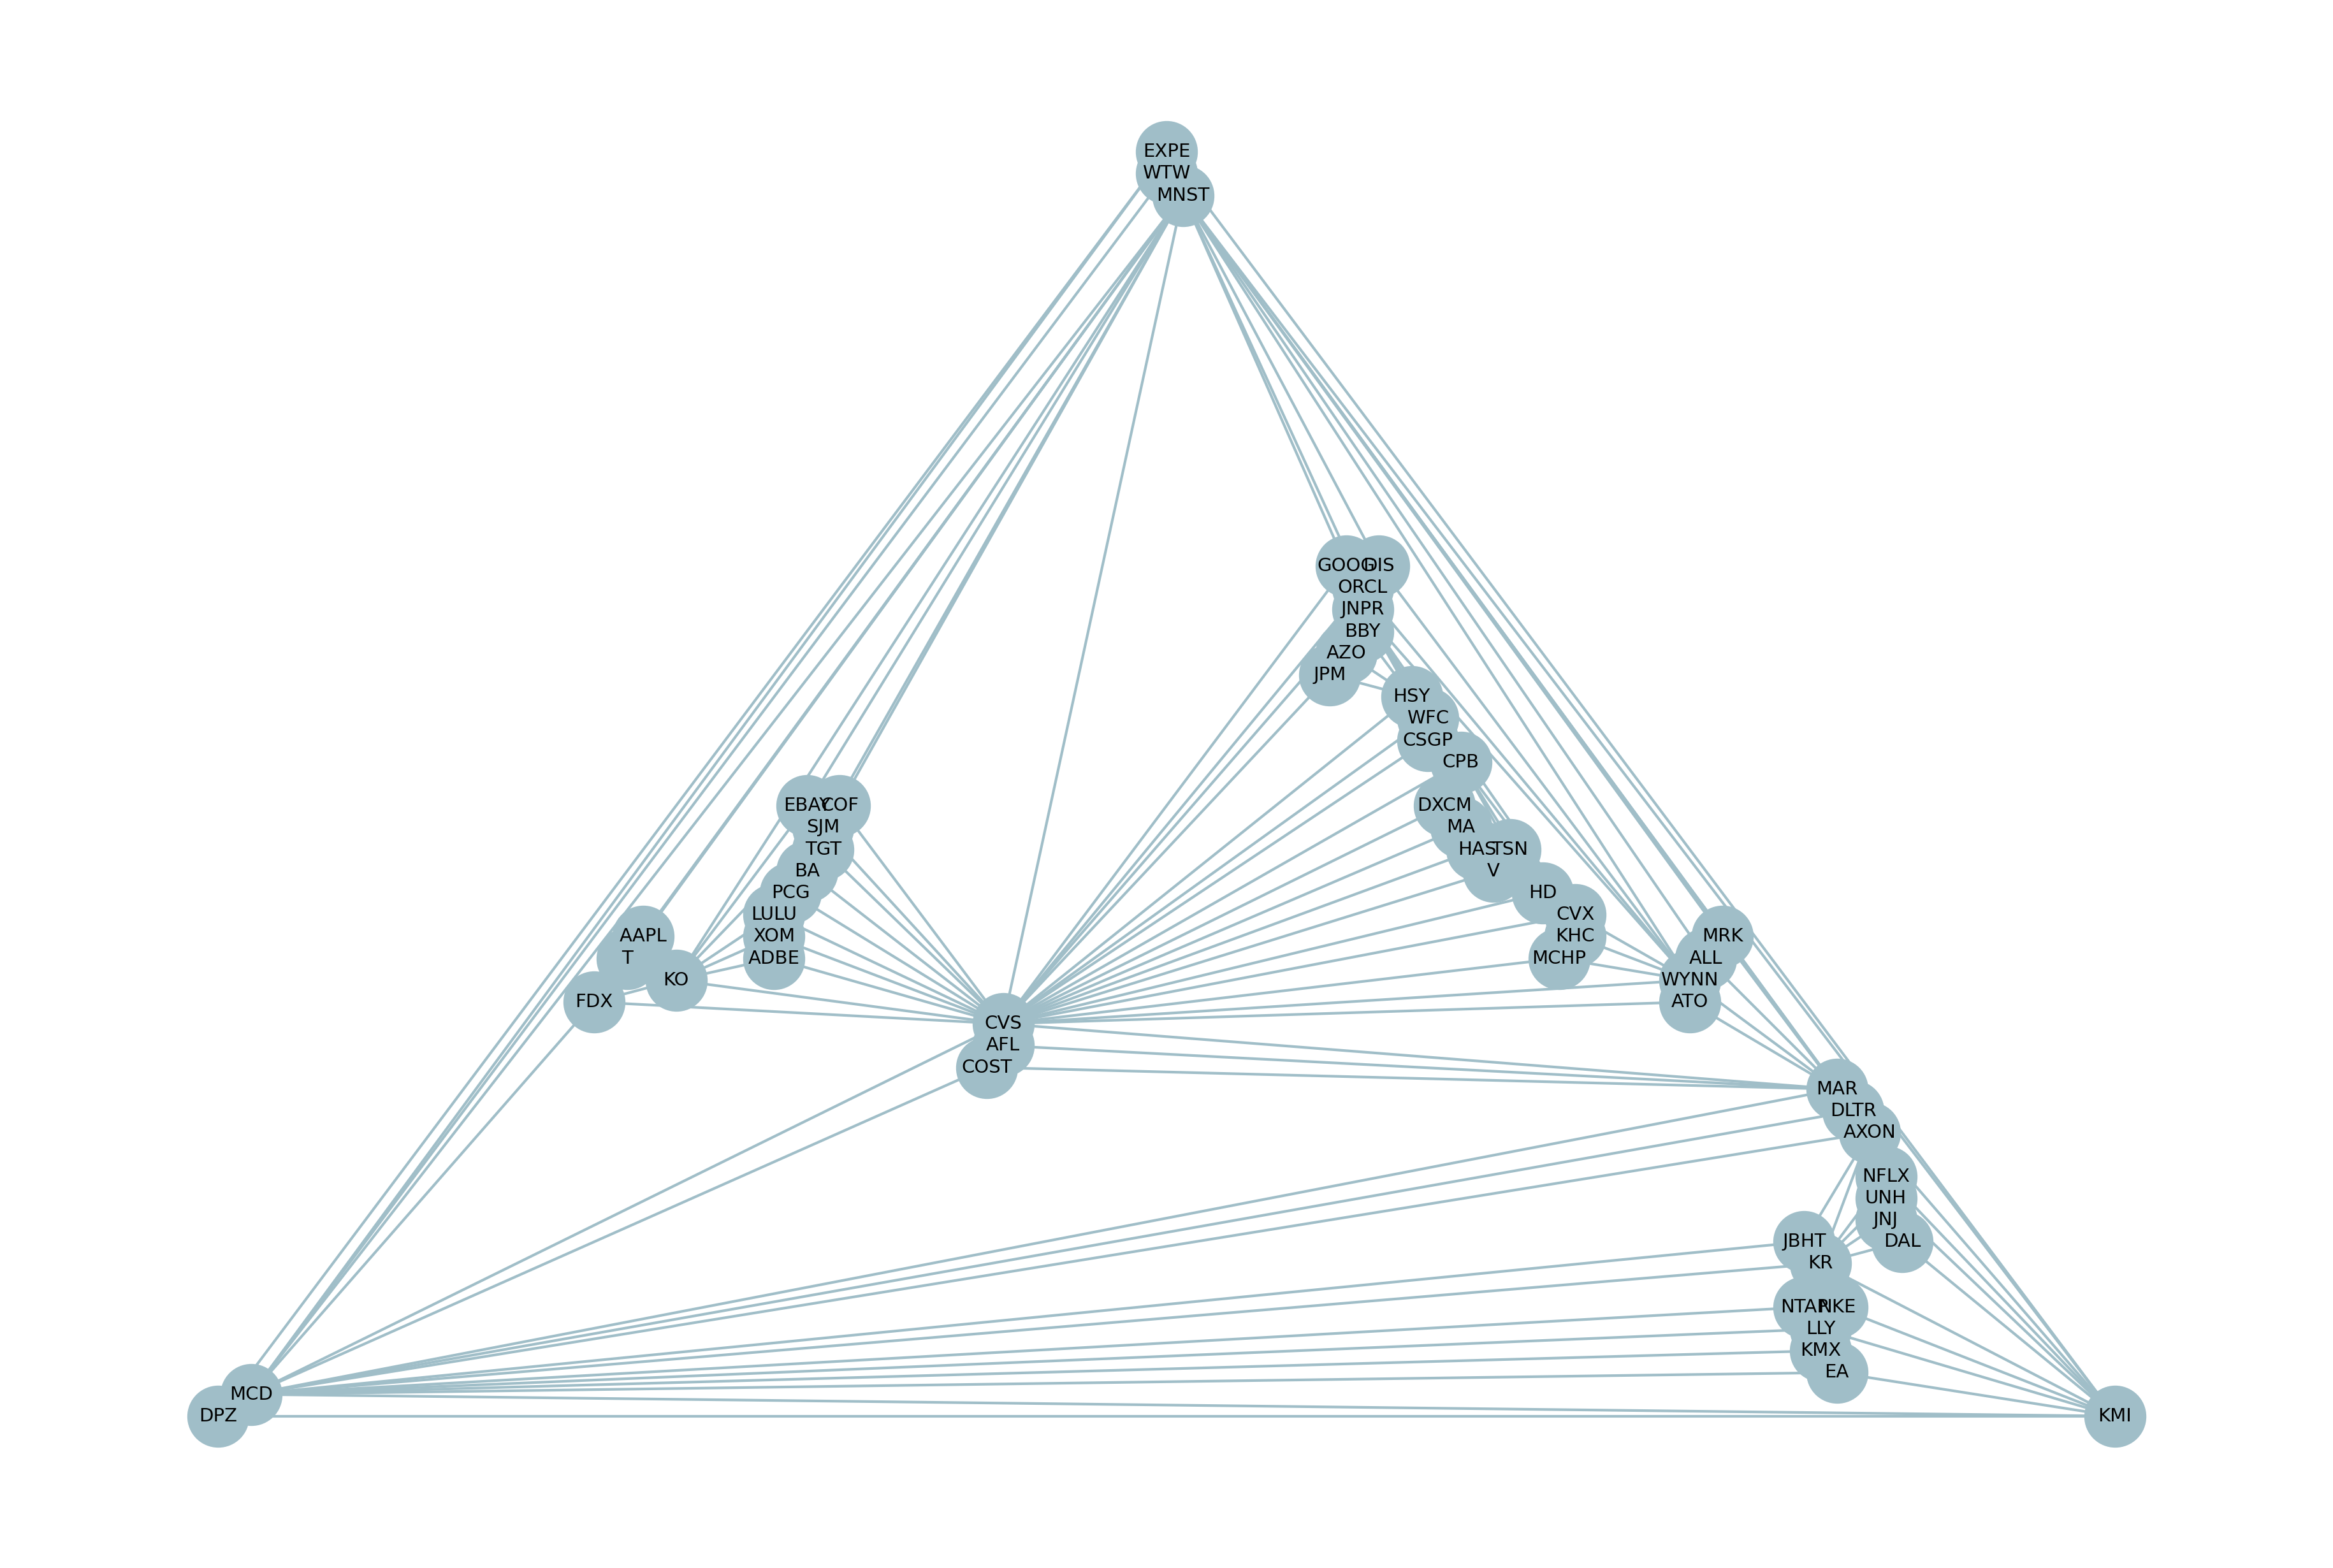 EXPE
WTW
MNST
GOOG
DIS
ORCL
JNPR
BBY
AZO
JPM
HSY
WFC
CSGP
CPB
EBAY
COF
DXCM
SJM
MA
TGT
HAS
TSN
BA
V
PCG
HD
LULU
CVX
AAPL
XOM
KHC
MRK
T
ADBE
MCHP
ALL
KO
WYNN
FDX
ATO
CVS
AFL
COST
MAR
DLTR
AXON
NFLX
UNH
JNJ
JBHT
DAL
KR
NTAP
NKE
LLY
KMX
EA
MCD
DPZ
KMI